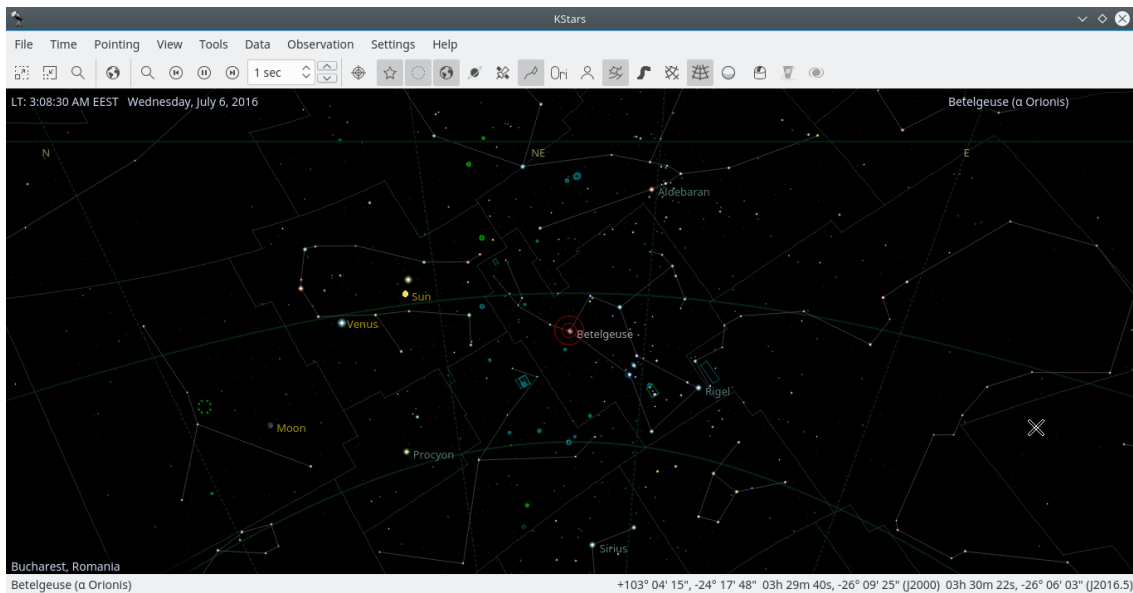 KStars
File Time Pointing View Tools Data Observation Settings Help
1 sec Ori
LT: 3:08:30 AM EEST Wednesday, July 6, 2016 Betelgeuse (α Orionis)
N NE E
Aldebaran
Sun
Venus
Betelgeuse
Rigel
Moon
Procyon
Sirius
Bucharest, Romania
Betelgeuse (α Orionis) +103° 04' 15", -24° 17' 48" 03h 29m 40s, -26° 09' 25" (J2000) 03h 30m 22s, -26° 06' 03" (J2016.5)